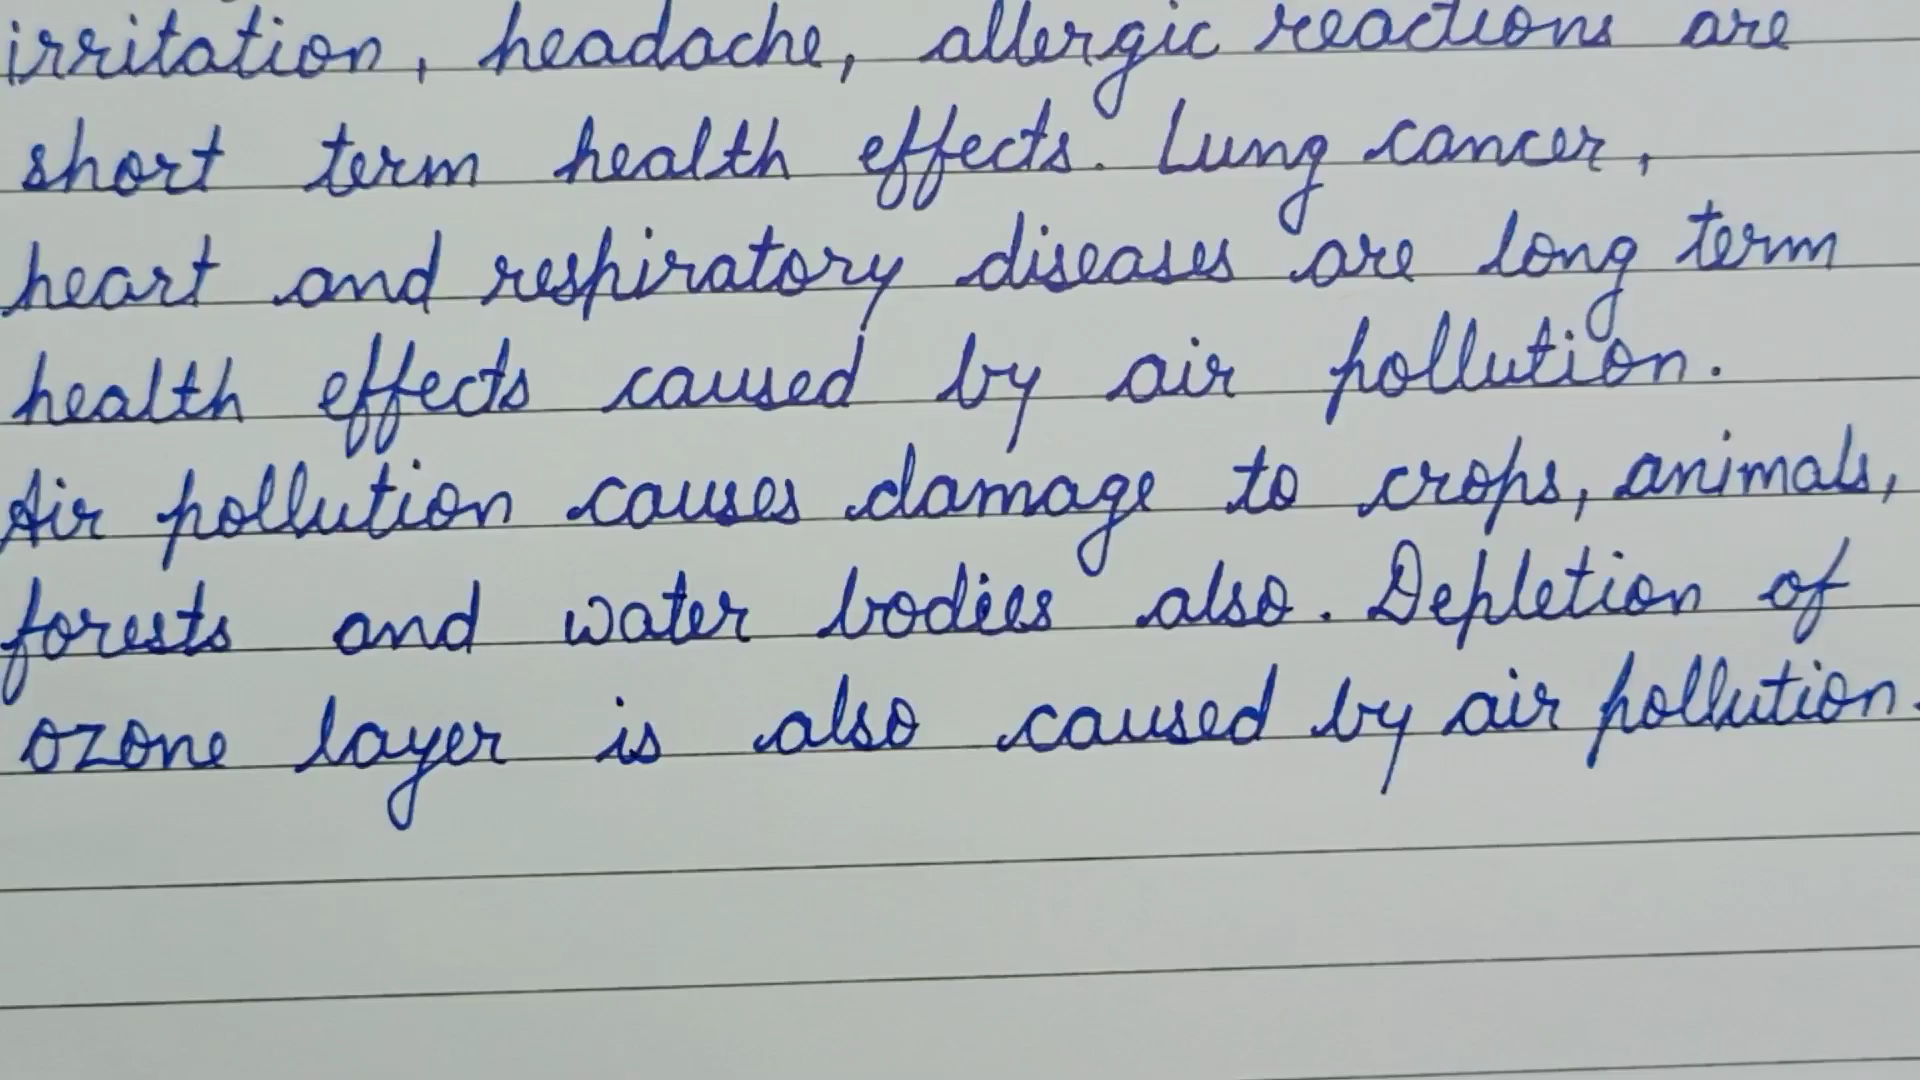 irritation, headache, allergic reactions are
short term health effects. Lung cancer,
heart and respiratory diseases are long term
health effects caused by air pollution.
Air pollution causes damage to crops, animals,
forests and water bodies also. Depletion of
ozone layer is also caused by air pollution.